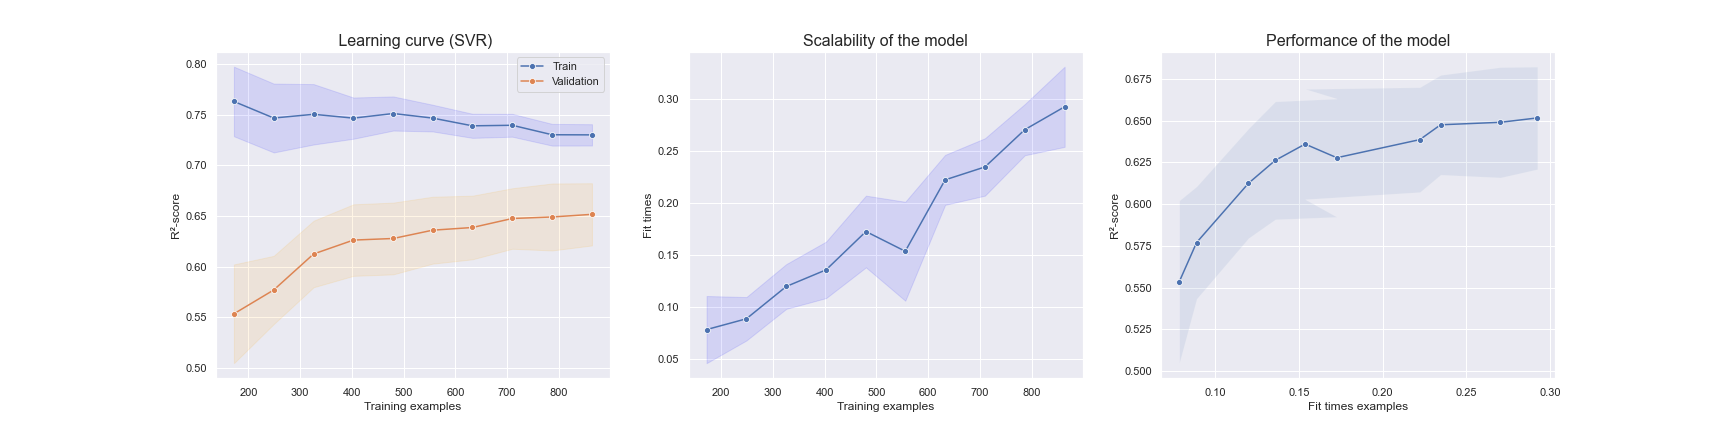 Learning curve (SVR)
Train
Validation
0.80
0.75
0.70
0.65
0.60
0.55
0.50
R²-score
200 300 400 500 600 700 800
Training examples
Scalability of the model
0.30
0.25
0.20
0.15
0.10
0.05
Fit times
200 300 400 500 600 700 800
Training examples
Performance of the model
0.675
0.650
0.625
0.600
0.575
0.550
0.525
0.500
R²-score
0.10 0.15 0.20 0.25 0.30
Fit times examples